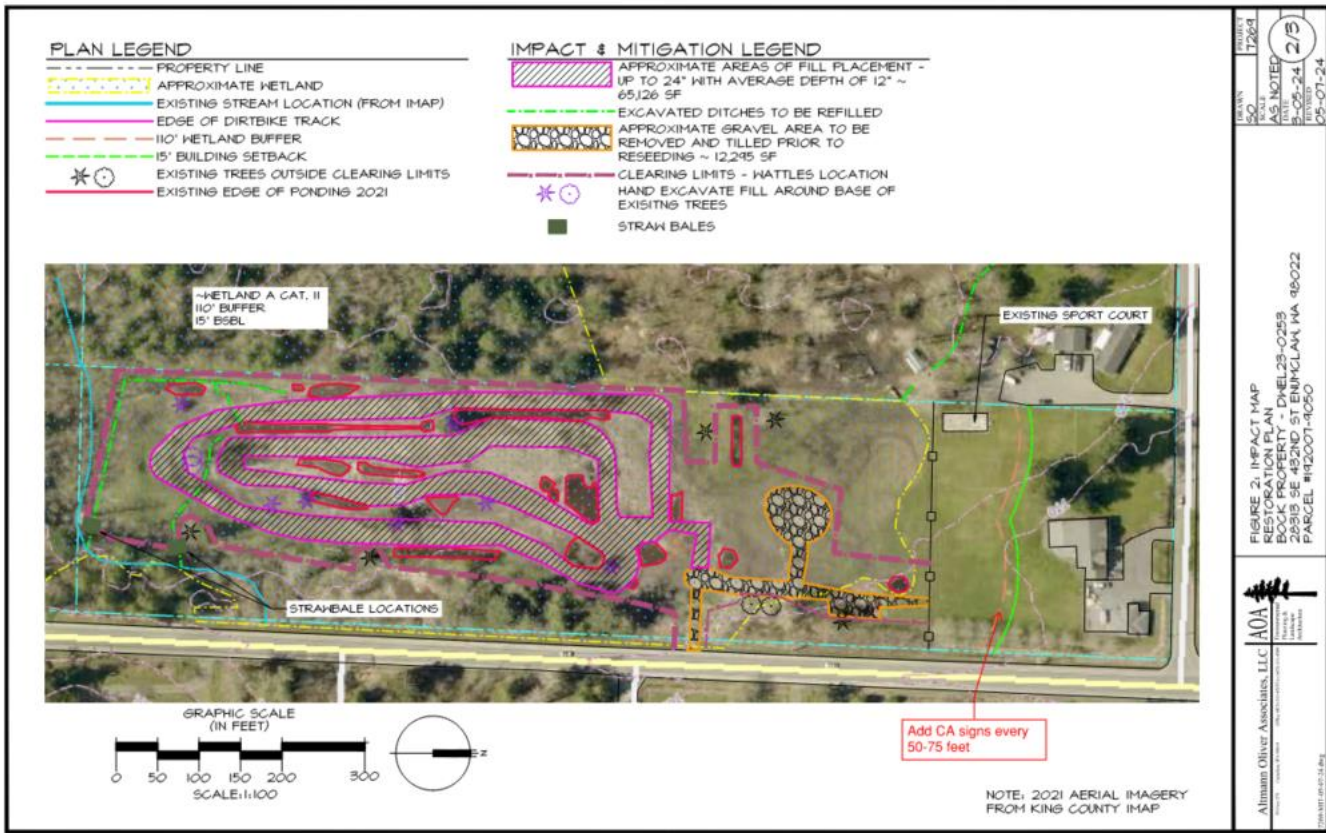 PLAN LEGEND
PROPERTY LINE
APPROXIMATE WETLAND
EXISTING STREAM LOCATION (FROM IMAP)
EDGE OF DIRTBIKE TRACK
110' WETLAND BUFFER
15' BUILDING SETBACK
EXISTING TREES OUTSIDE CLEARING LIMITS
EXISTING EDGE OF PONDING 2021
IMPACT & MITIGATION LEGEND
APPROXIMATE AREAS OF FILL PLACEMENT -
UP TO 24" WITH AVERAGE DEPTH OF 12" ~
65,126 SF
EXCAVATED DITCHES TO BE REFILLED
APPROXIMATE GRAVEL AREA TO BE
REMOVED AND TILLED PRIOR TO
RESEEDING ~ 12,295 SF
CLEARING LIMITS - WATTLES LOCATION
HAND EXCAVATE FILL AROUND BASE OF
EXISITNG TREES
STRAW BALES
~WETLAND A CAT. II
110' BUFFER
15' BSBL
EXISTING SPORT COURT
STRAWBALE LOCATIONS
Add CA signs every
50-75 feet
GRAPHIC SCALE
(IN FEET)
0 50 100 150 200 300
SCALE:1:100
N
NOTE: 2021 AERIAL IMAGERY
FROM KING COUNTY IMAP
PROJECT
7269
DRAWN
SO
SCALE
AS NOTED
DATE
3-05-24
REVISED
05-07-24
2/3
FIGURE 2: IMPACT MAP
RESTORATION PLAN
BOCK PROPERTY - DWEL23-0253
28313 SE 432ND ST ENUMCLAW, WA 98022
PARCEL #192007-9050
AOA
Environmental
Planning &
Landscape
Architecture
Altmann Oliver Associates, LLC